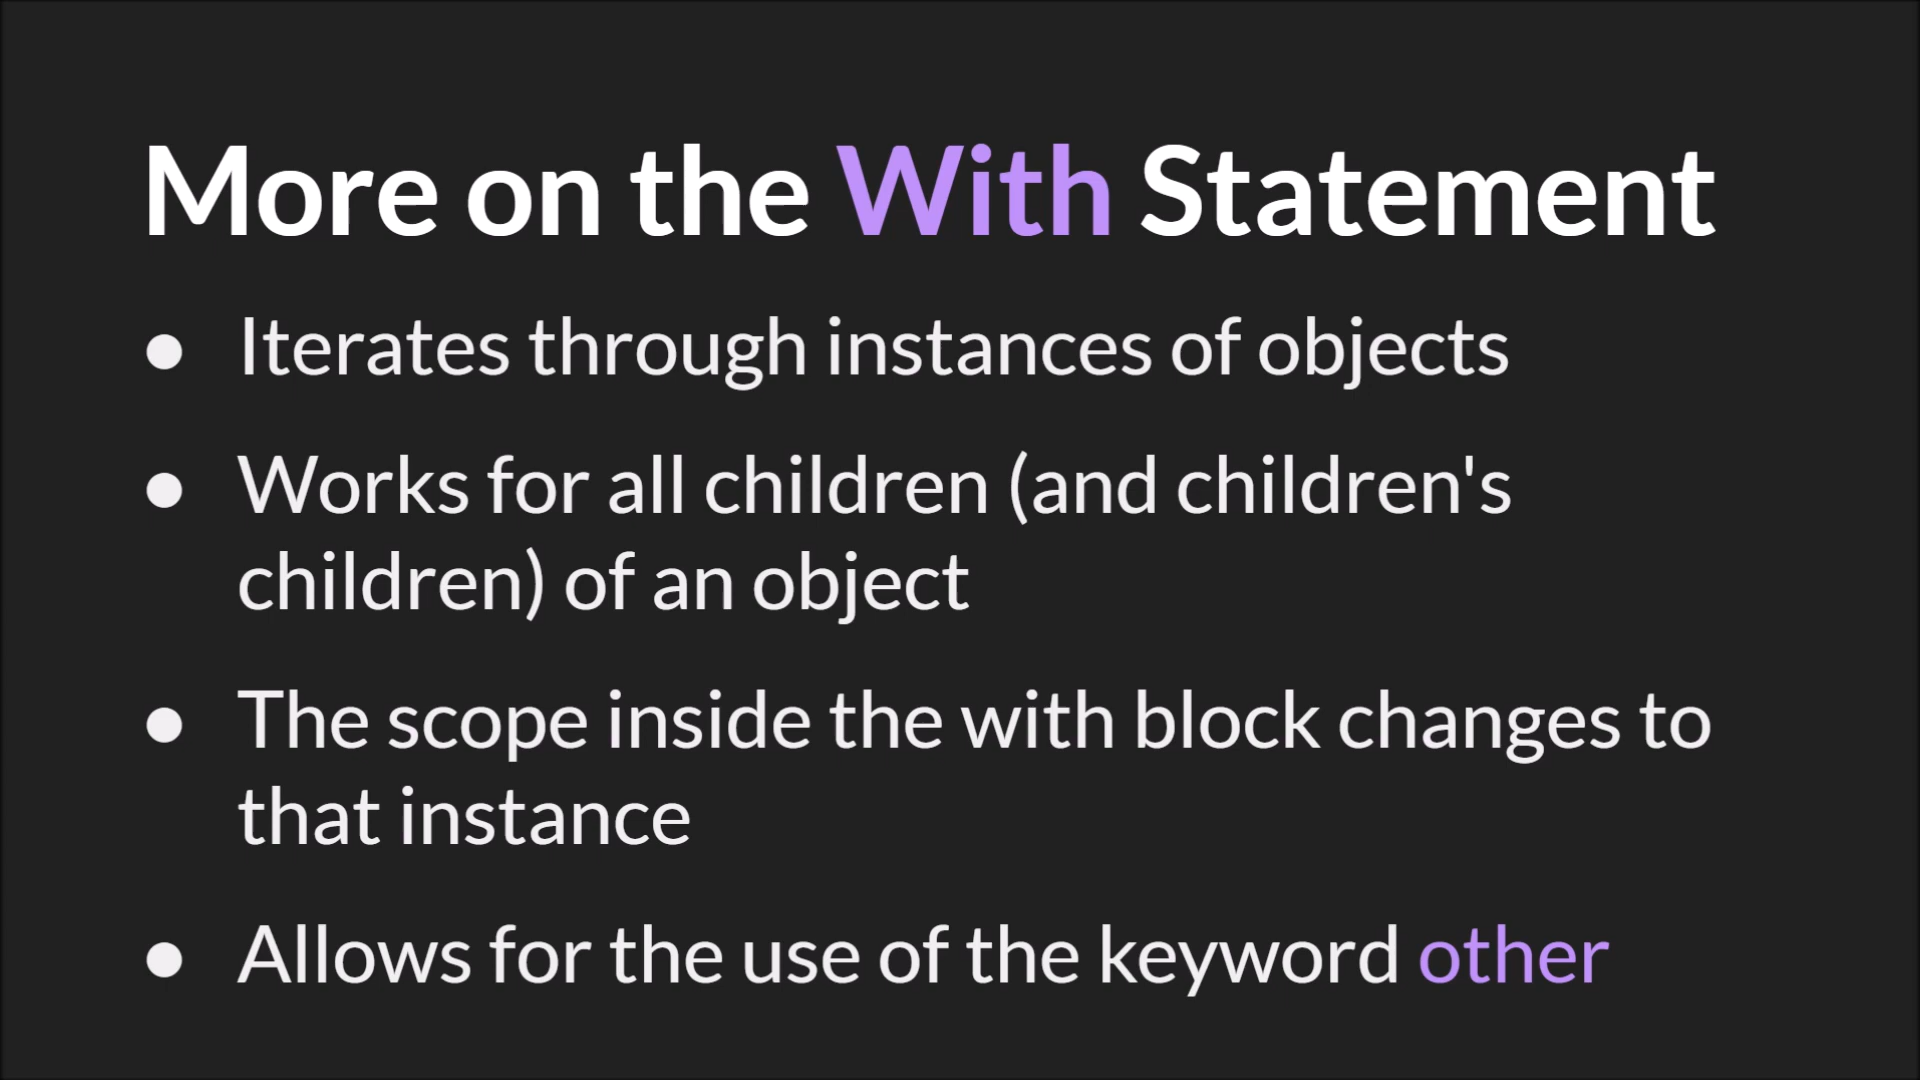 More on the With Statement
● Iterates through instances of objects
● Works for all children (and children's
children) of an object
● The scope inside the with block changes to
that instance
● Allows for the use of the keyword other